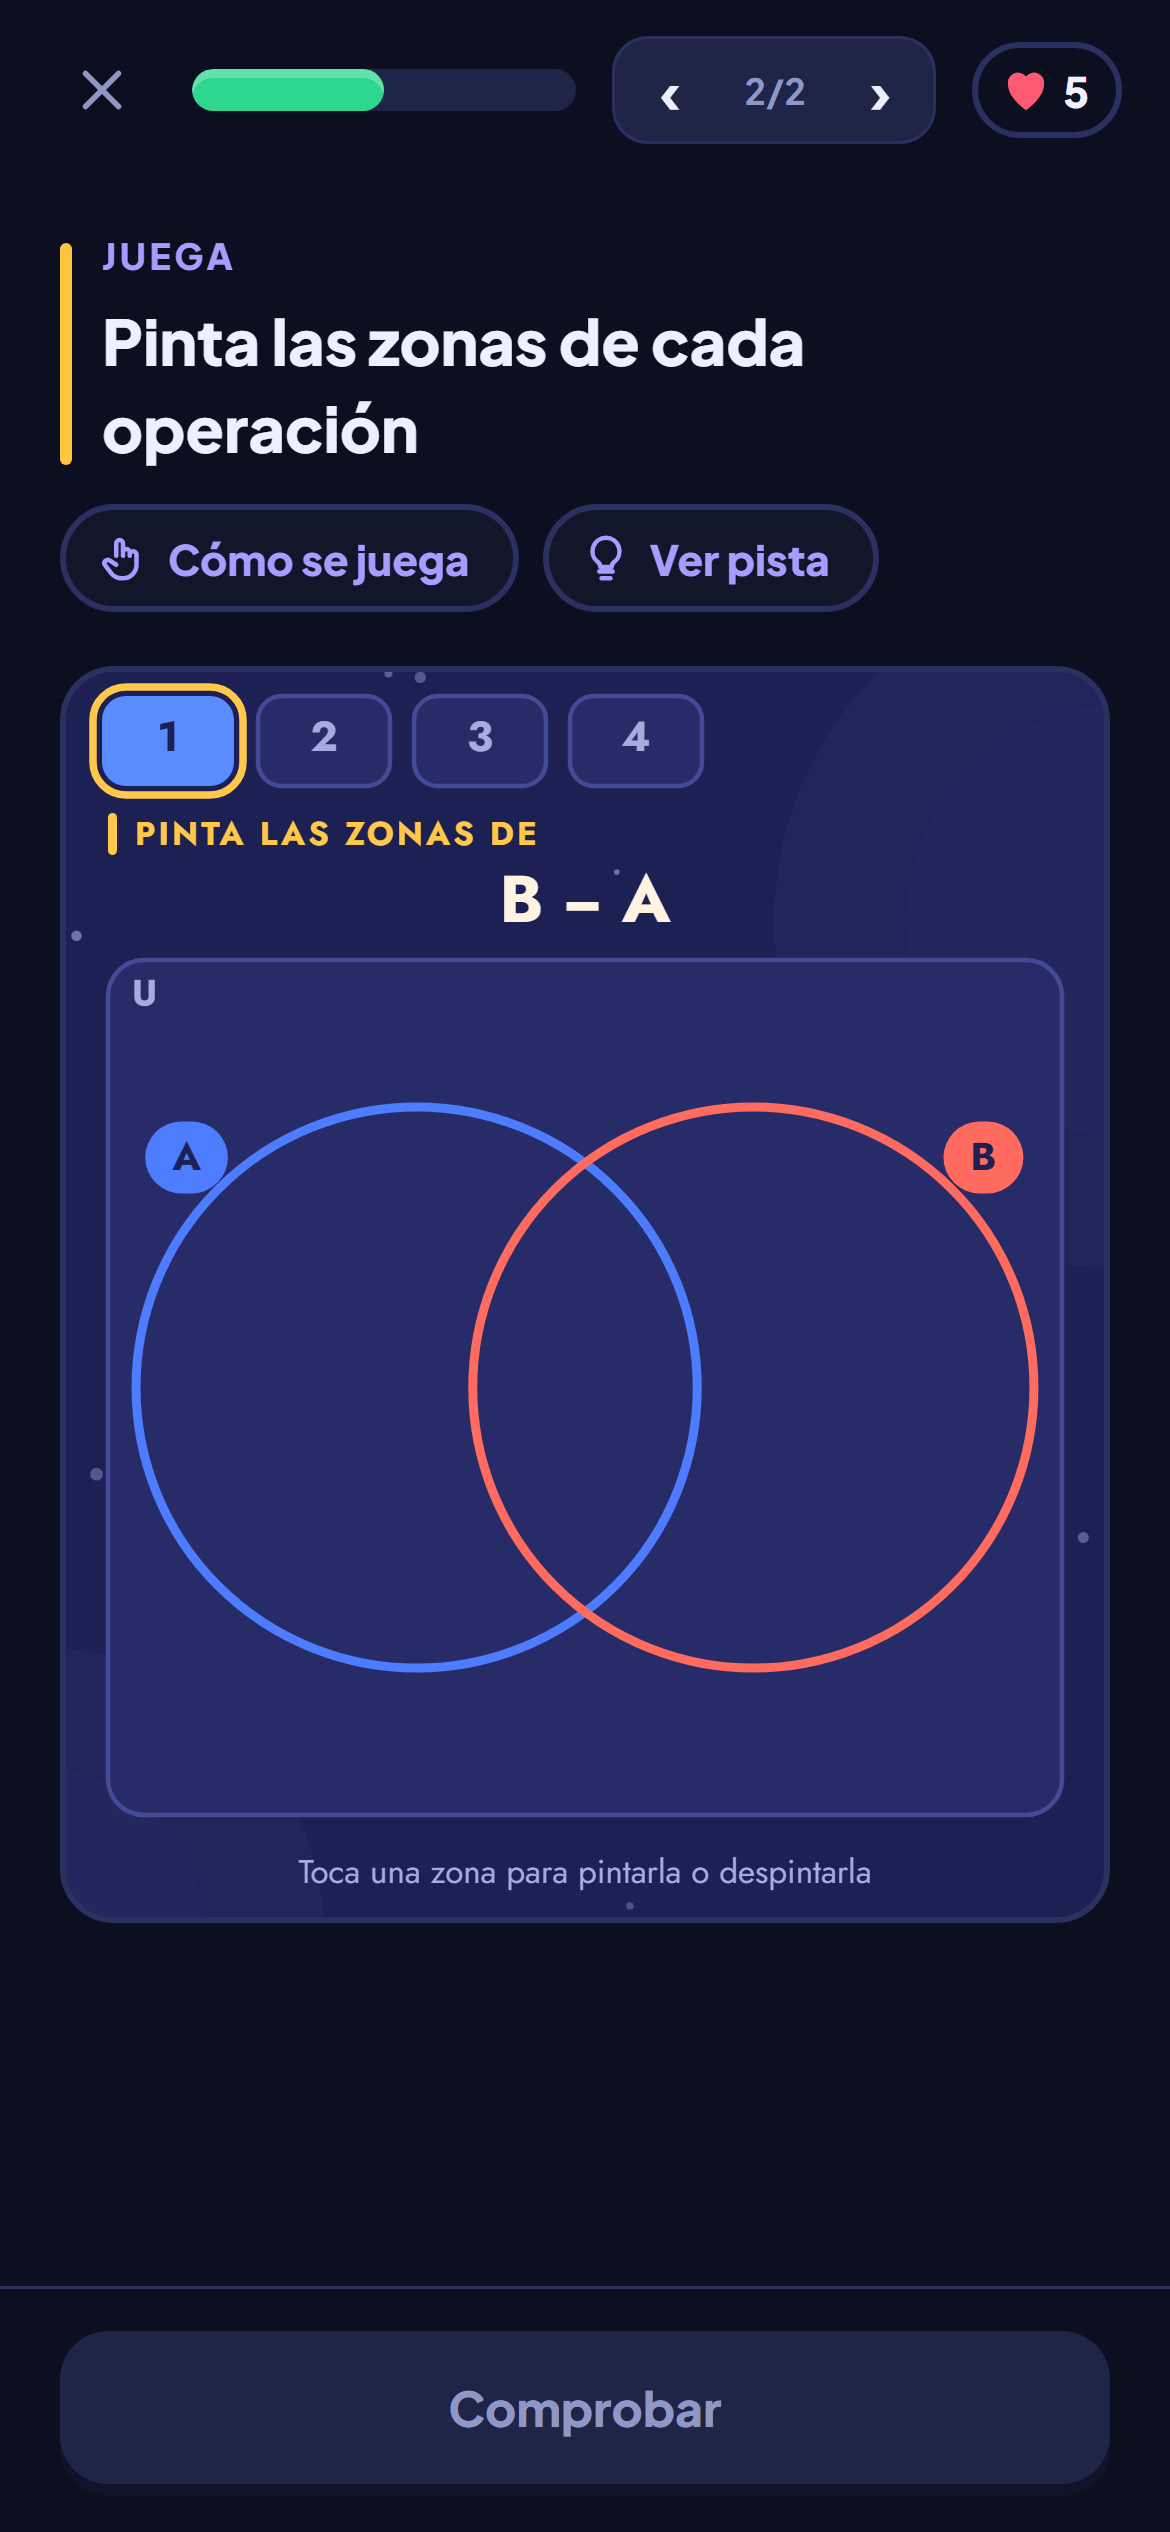 ‹ 2/2 › 5
JUEGA
Pinta las zonas de cada
operación
Cómo se juega Ver pista
1 2 3 4
PINTA LAS ZONAS DE
B – A
U
A B
Toca una zona para pintarla o despintarla
Comprobar